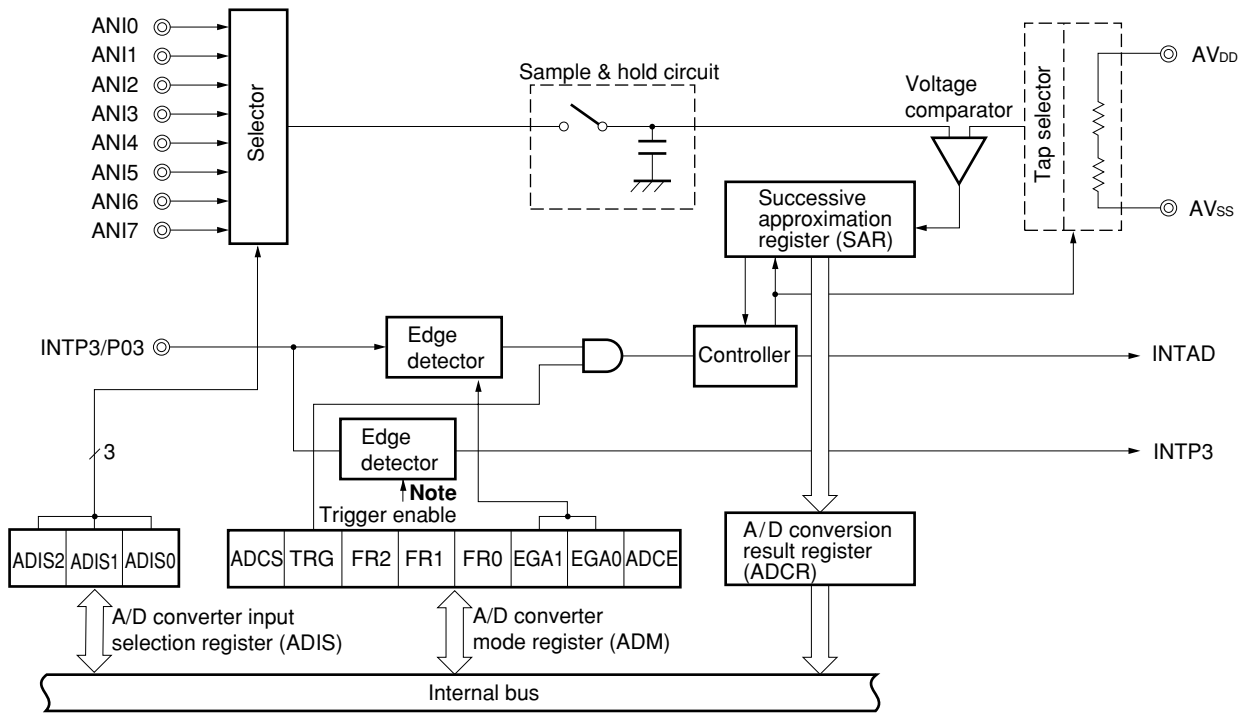 ANI0
ANI1
ANI2
ANI3
ANI4
ANI5
ANI6
ANI7
Selector
Sample & hold circuit
Voltage
comparator
Tap selector
AVDD
AVSS
Successive
approximation
register (SAR)
INTP3/P03
Edge
detector
Controller
INTAD
Edge
detector
INTP3
3
Note
Trigger enable
ADIS2 ADIS1 ADIS0
ADCS TRG FR2 FR1 FR0 EGA1 EGA0 ADCE
A/D conversion
result register
(ADCR)
A/D converter input
selection register (ADIS)
A/D converter
mode register (ADM)
Internal bus